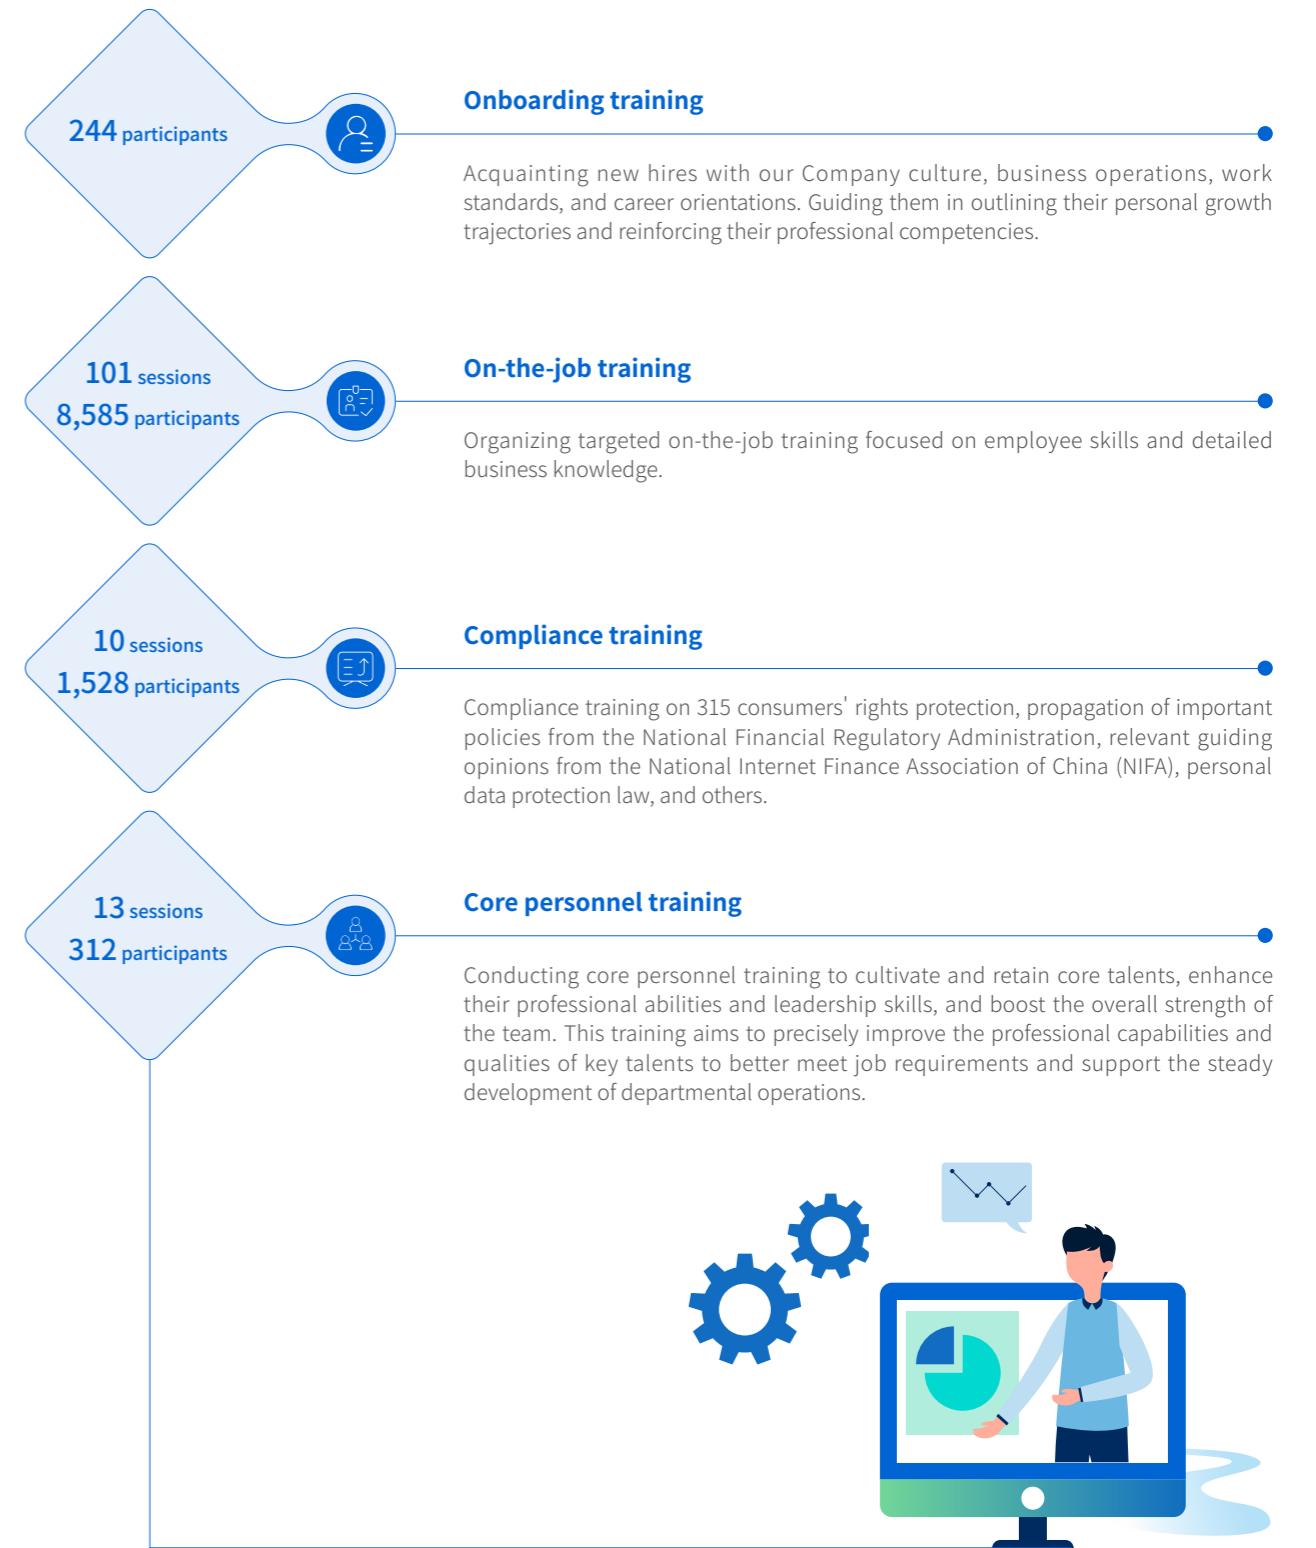 244 participants
Onboarding training
Acquainting new hires with our Company culture, business operations, work
standards, and career orientations. Guiding them in outlining their personal growth
trajectories and reinforcing their professional competencies.
101 sessions
8,585 participants
On-the-job training
Organizing targeted on-the-job training focused on employee skills and detailed
business knowledge.
10 sessions
1,528 participants
Compliance training
Compliance training on 315 consumers' rights protection, propagation of important
policies from the National Financial Regulatory Administration, relevant guiding
opinions from the National Internet Finance Association of China (NIFA), personal
data protection law, and others.
13 sessions
312 participants
Core personnel training
Conducting core personnel training to cultivate and retain core talents, enhance
their professional abilities and leadership skills, and boost the overall strength of
the team. This training aims to precisely improve the professional capabilities and
qualities of key talents to better meet job requirements and support the steady
development of departmental operations.